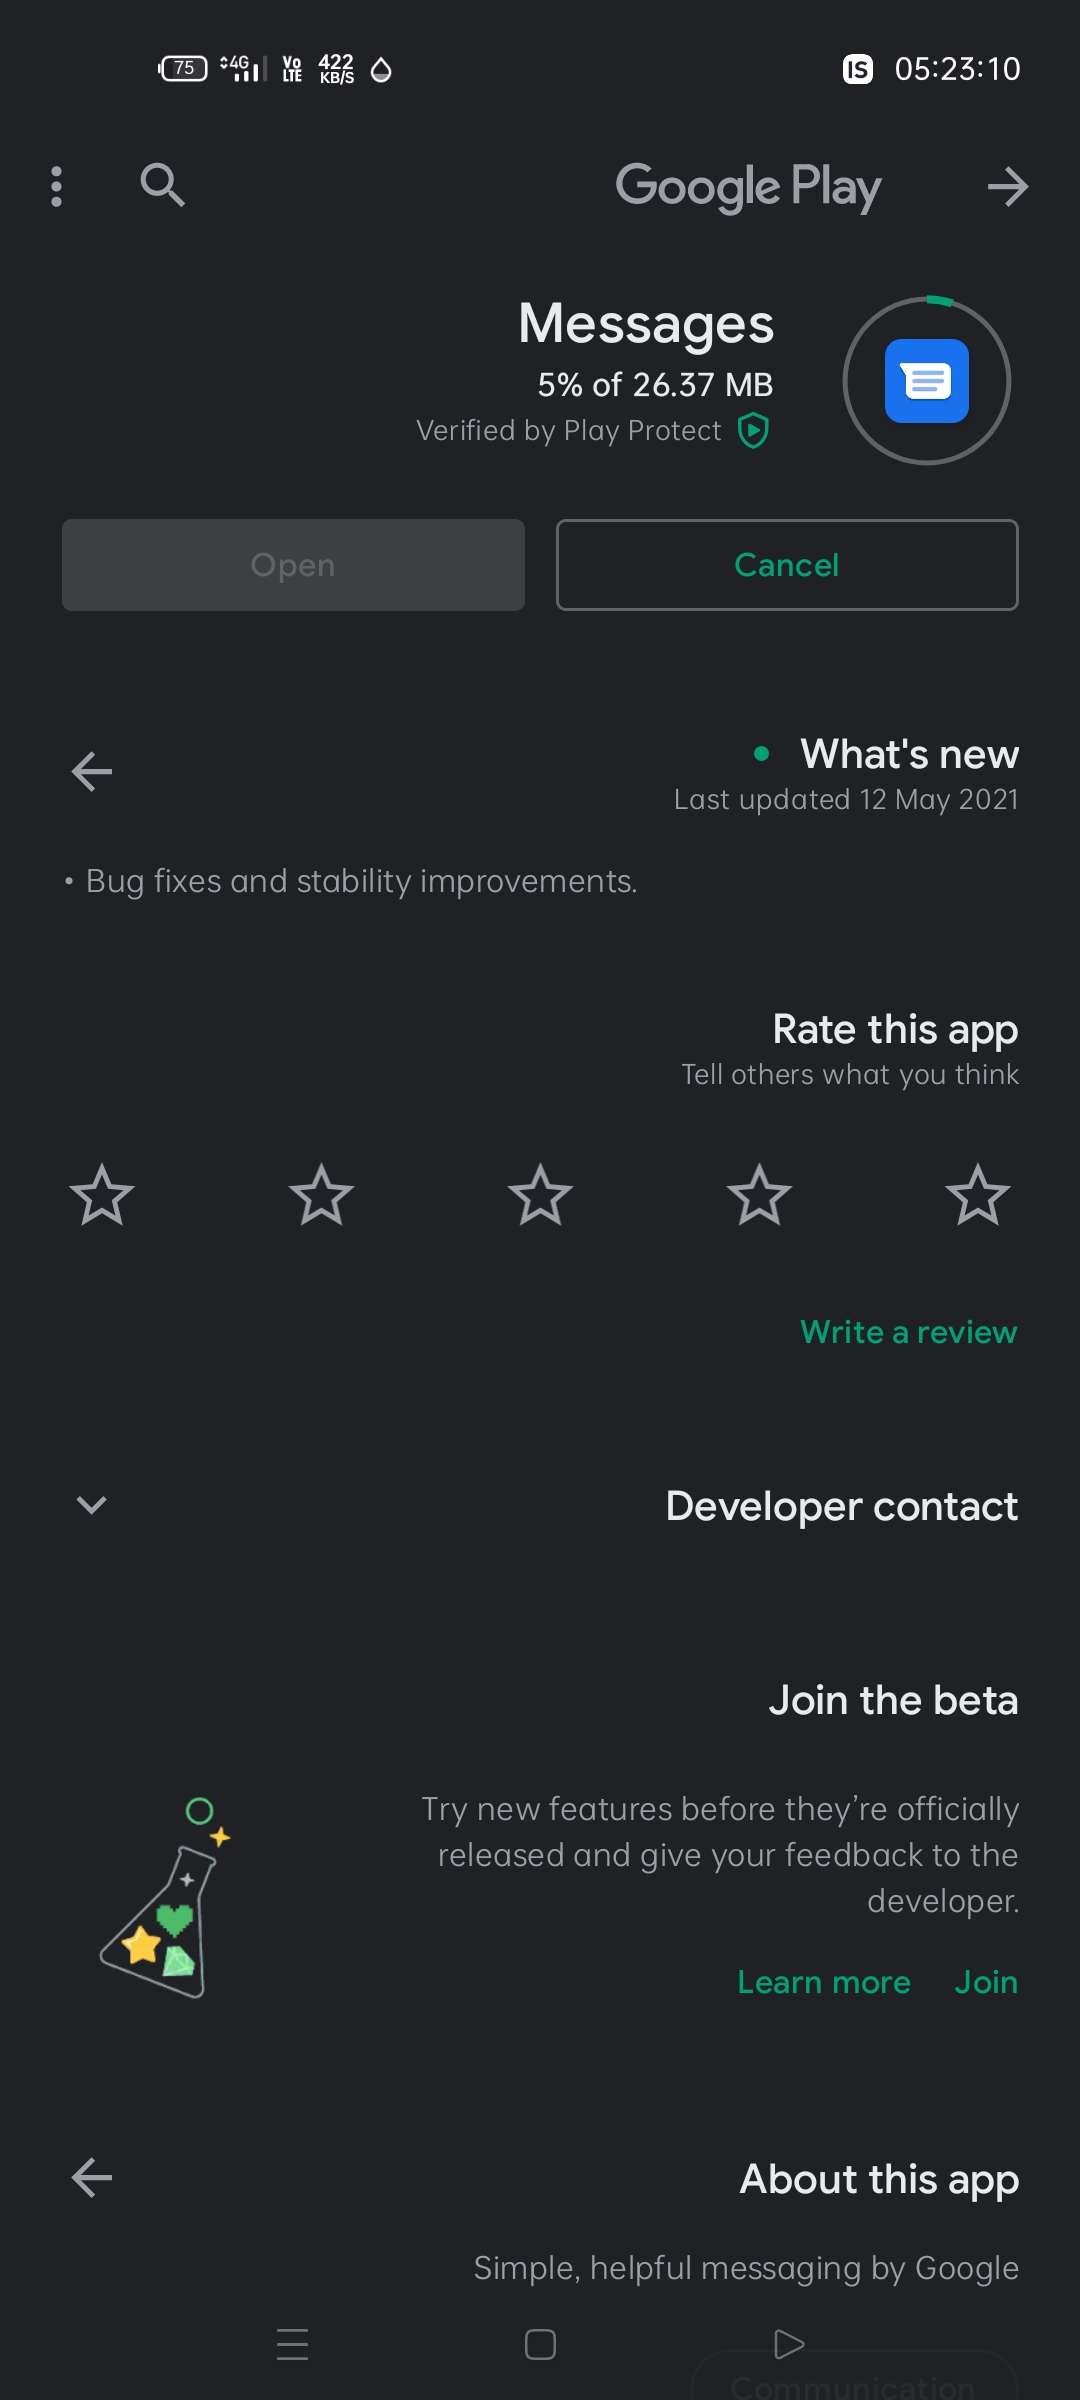 75 4G Vo LTE 422 KB/S IS 05:23:10
Google Play
Messages
5% of 26.37 MB
Verified by Play Protect
Open Cancel
What's new
Last updated 12 May 2021
• Bug fixes and stability improvements.
Rate this app
Tell others what you think
Write a review
Developer contact
Join the beta
Try new features before they’re officially
released and give your feedback to the
developer.
Learn more Join
About this app
Simple, helpful messaging by Google
Communication